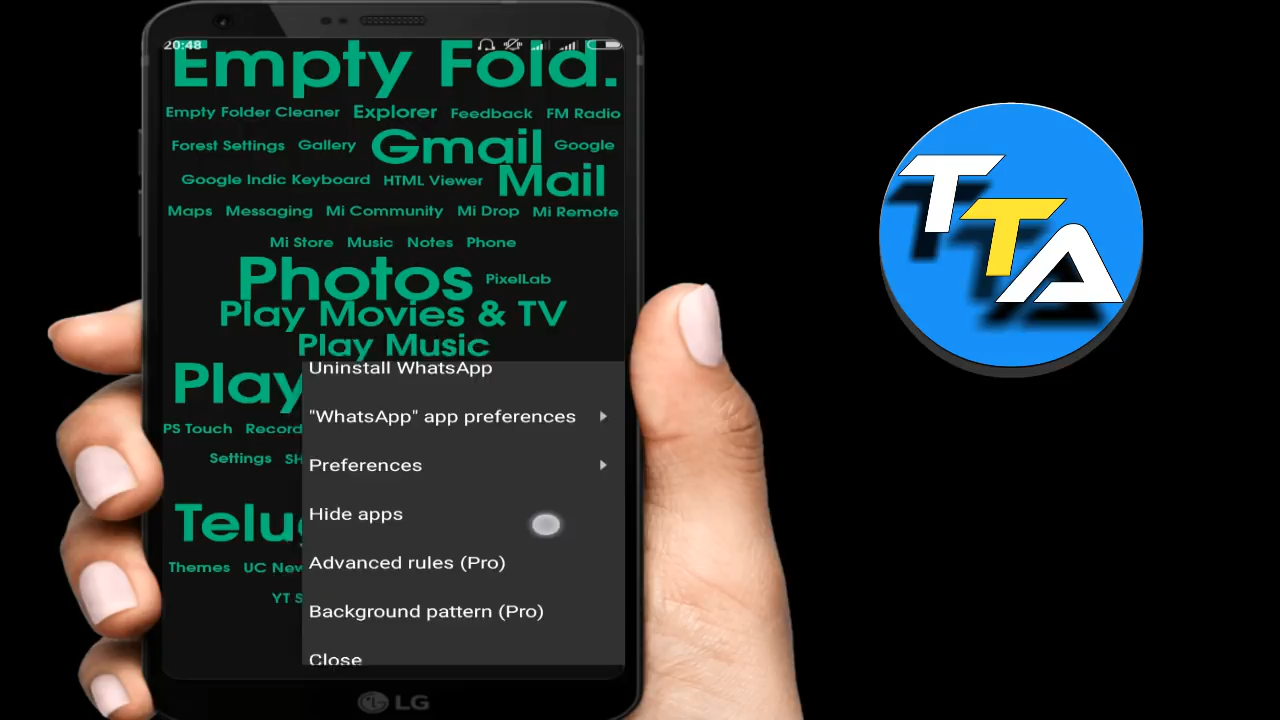 20:48
Empty Fold.
Empty Folder Cleaner Explorer Feedback FM Radio
Forest Settings Gallery Gmail Google
Google Indic Keyboard HTML Viewer Mail
Maps Messaging Mi Community Mi Drop Mi Remote
Mi Store Music Notes Phone
Photos PixelLab
Play Movies & TV
Play Music
Uninstall WhatsApp
Play
"WhatsApp" app preferences
PS Touch Record
Settings SH
Preferences
Hide apps
Telug
Themes UC New
Advanced rules (Pro)
YT S
Background pattern (Pro)
Close
LG
TTA